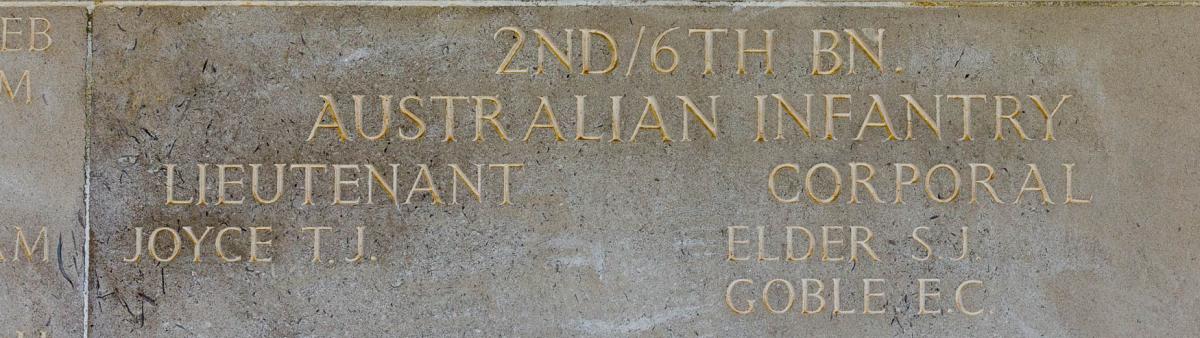 2ND/6TH BN.
AUSTRALIAN INFANTRY
LIEUTENANT CORPORAL
JOYCE T.J. ELDER S.J.
GOBLE E.C.